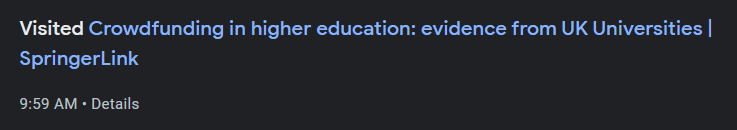 Visited Crowdfunding in higher education: evidence from UK Universities |
SpringerLink
9:59 AM • Details